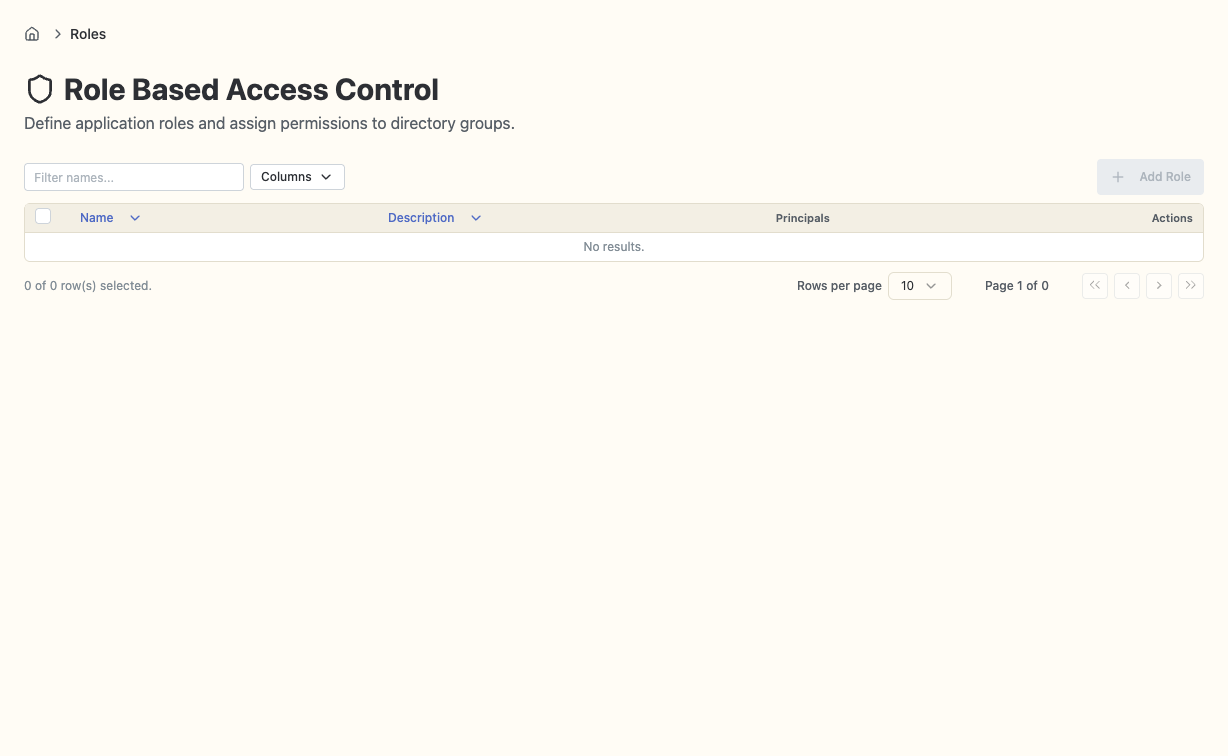 Roles
Role Based Access Control
Define application roles and assign permissions to directory groups.
Filter names...
Columns
Add Role
Name Description Principals Actions
No results.
0 of 0 row(s) selected.
Rows per page 10 Page 1 of 0